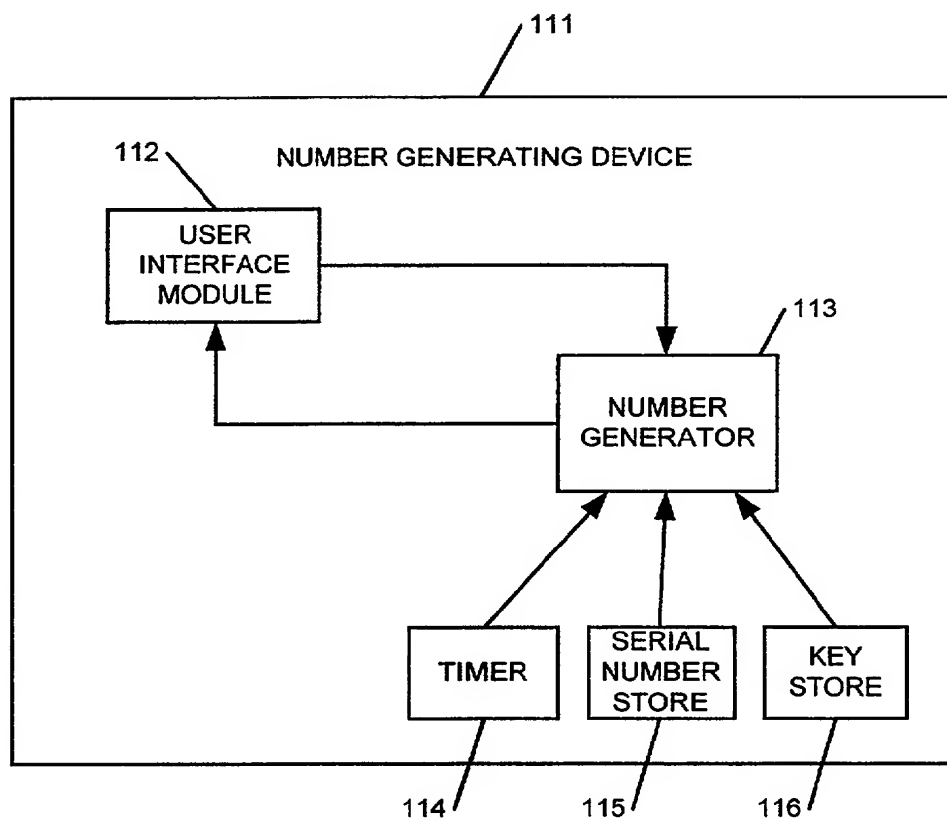 111
NUMBER GENERATING DEVICE
112
USER
INTERFACE
MODULE
113
NUMBER
GENERATOR
TIMER
SERIAL
NUMBER
STORE
KEY
STORE
114
115
116